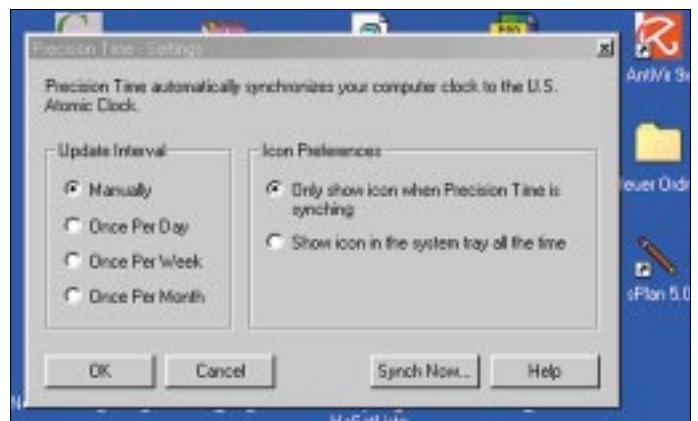 Precision Time - Settings
Precision Time automatically synchronizes your computer clock to the U.S.
Atomic Clock.
Update Interval
Manually
Once Per Day
Once Per Week
Once Per Month
Icon Preferences
Only show icon when Precision Time is
synching
Show icon in the system tray all the time
OK
Cancel
Synch Now...
Help
AntiVir 9
euer Ordn
sPlan 5.0